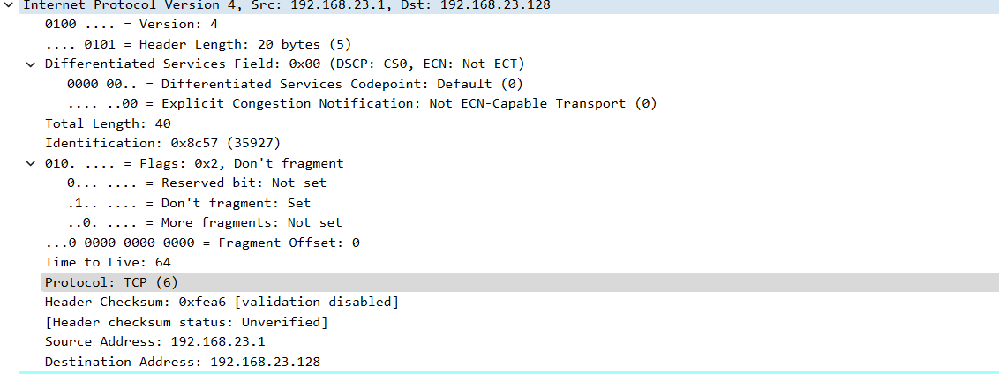 Internet Protocol Version 4, Src: 192.168.23.1, Dst: 192.168.23.128
0100 .... = Version: 4
.... 0101 = Header Length: 20 bytes (5)
Differentiated Services Field: 0x00 (DSCP: CS0, ECN: Not-ECT)
0000 00.. = Differentiated Services Codepoint: Default (0)
.... ..00 = Explicit Congestion Notification: Not ECN-Capable Transport (0)
Total Length: 40
Identification: 0x8c57 (35927)
010. .... = Flags: 0x2, Don't fragment
0... .... = Reserved bit: Not set
.1.. .... = Don't fragment: Set
..0. .... = More fragments: Not set
...0 0000 0000 0000 = Fragment Offset: 0
Time to Live: 64
Protocol: TCP (6)
Header Checksum: 0xfea6 [validation disabled]
[Header checksum status: Unverified]
Source Address: 192.168.23.1
Destination Address: 192.168.23.128